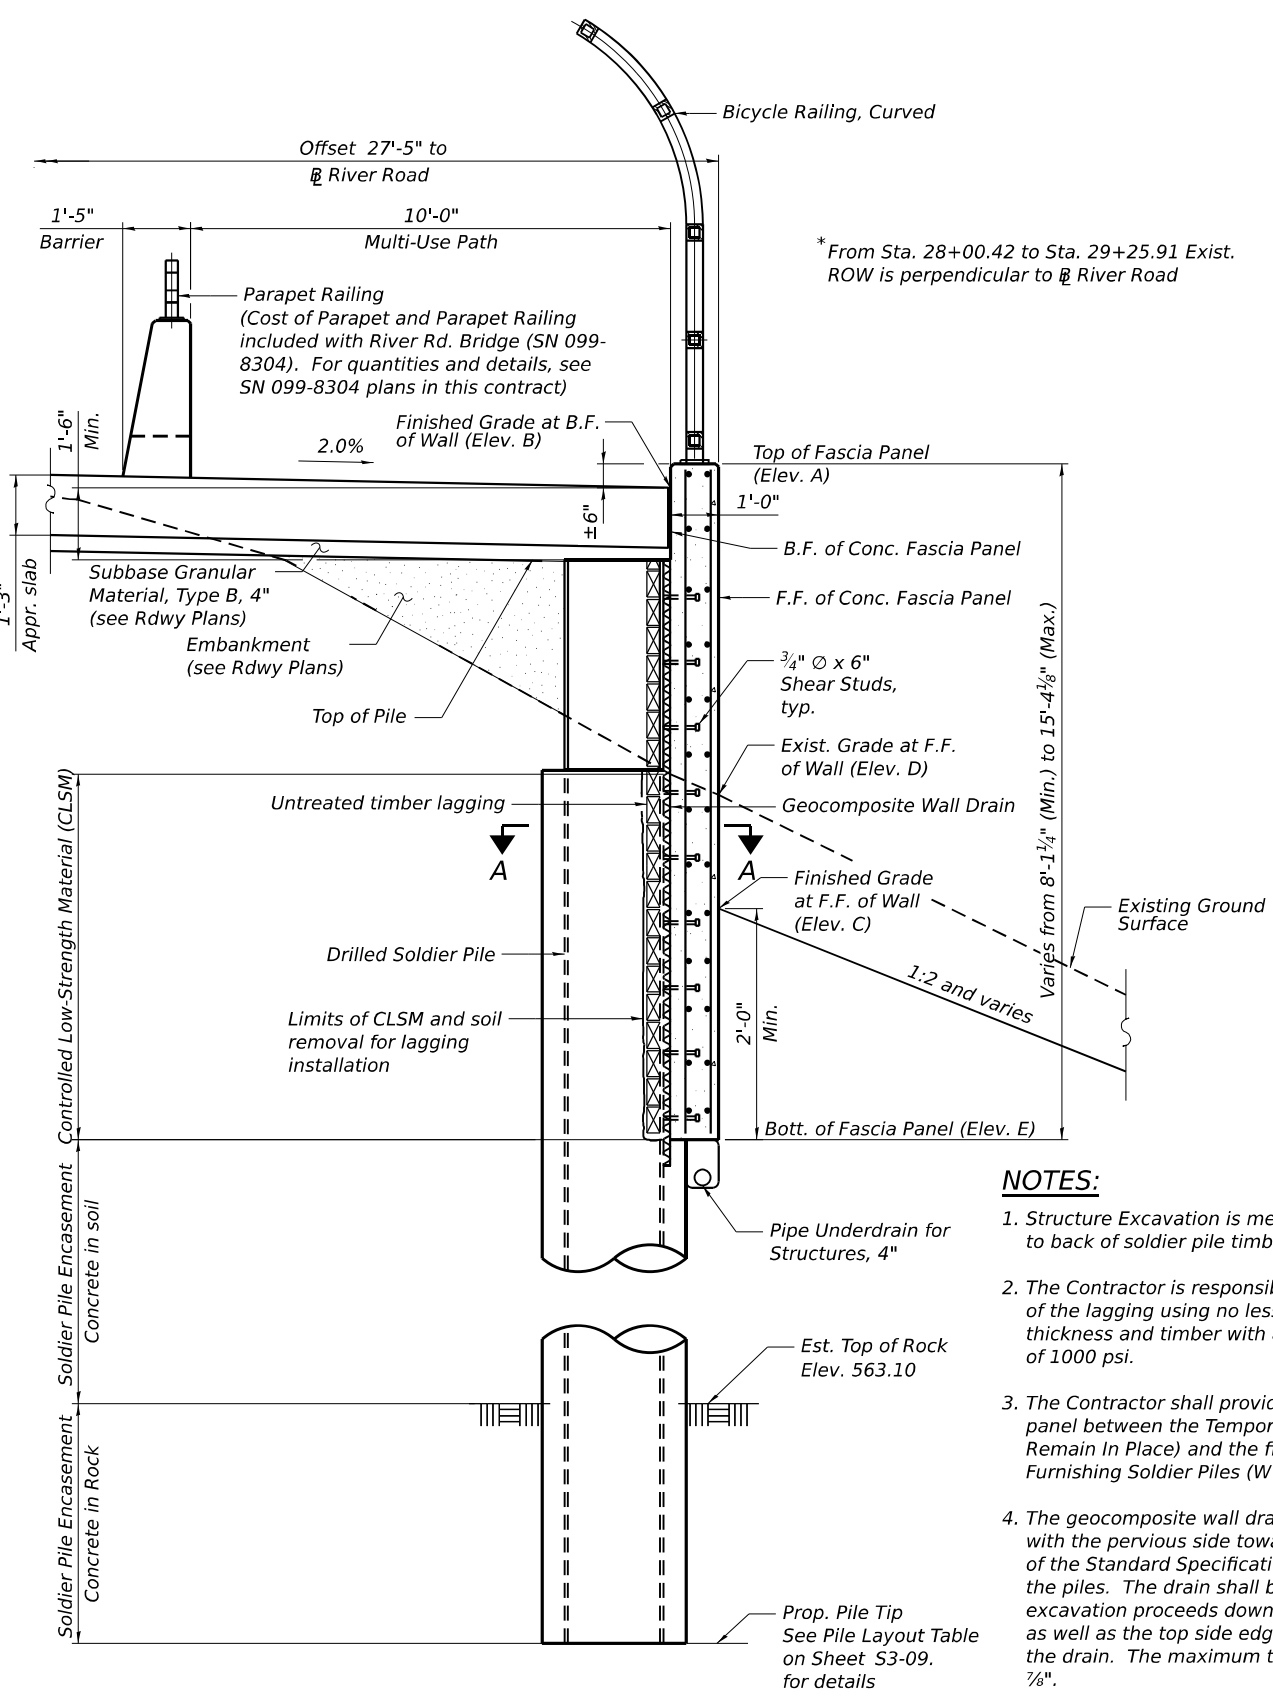 Bicycle Railing, Curved
Offset 27'-5" to
℄ River Road
1'-5"
Barrier
10'-0"
Multi-Use Path
*From Sta. 28+00.42 to Sta. 29+25.91 Exist.
ROW is perpendicular to ℄ River Road
Parapet Railing
(Cost of Parapet and Parapet Railing
included with River Rd. Bridge (SN 099-
8304). For quantities and details, see
SN 099-8304 plans in this contract)
1'-6"
Min.
2.0%
Finished Grade at B.F.
of Wall (Elev. B)
Top of Fascia Panel
(Elev. A)
±6"
1'-0"
B.F. of Conc. Fascia Panel
F.F. of Conc. Fascia Panel
1'-3"
Appr. slab
Subbase Granular
Material, Type B, 4"
(see Rdwy Plans)
Embankment
(see Rdwy Plans)
Top of Pile
¾" ∅ x 6"
Shear Studs,
typ.
Exist. Grade at F.F.
of Wall (Elev. D)
Untreated timber lagging
Geocomposite Wall Drain
A
A
Finished Grade
at F.F. of Wall
(Elev. C)
Varies from 8'-1¼" (Min.) to 15'-4⅛" (Max.)
Existing Ground
Surface
1:2 and varies
Controlled Low-Strength Material (CLSM)
Drilled Soldier Pile
Limits of CLSM and soil
removal for lagging
installation
2'-0"
Min.
Bott. of Fascia Panel (Elev. E)
Pipe Underdrain for
Structures, 4"
Soldier Pile Encasement
Concrete in soil
Est. Top of Rock
Elev. 563.10
Soldier Pile Encasement
Concrete in Rock
Prop. Pile Tip
See Pile Layout Table
on Sheet S3-09.
for details
NOTES:
1. Structure Excavation is me
to back of soldier pile timb
2. The Contractor is responsib
of the lagging using no les
thickness and timber with
of 1000 psi.
3. The Contractor shall provid
panel between the Tempor
Remain In Place) and the f
Furnishing Soldier Piles (W
4. The geocomposite wall dra
with the pervious side towa
of the Standard Specificati
the piles. The drain shall b
excavation proceeds down
as well as the top side edg
the drain. The maximum t
⅞".